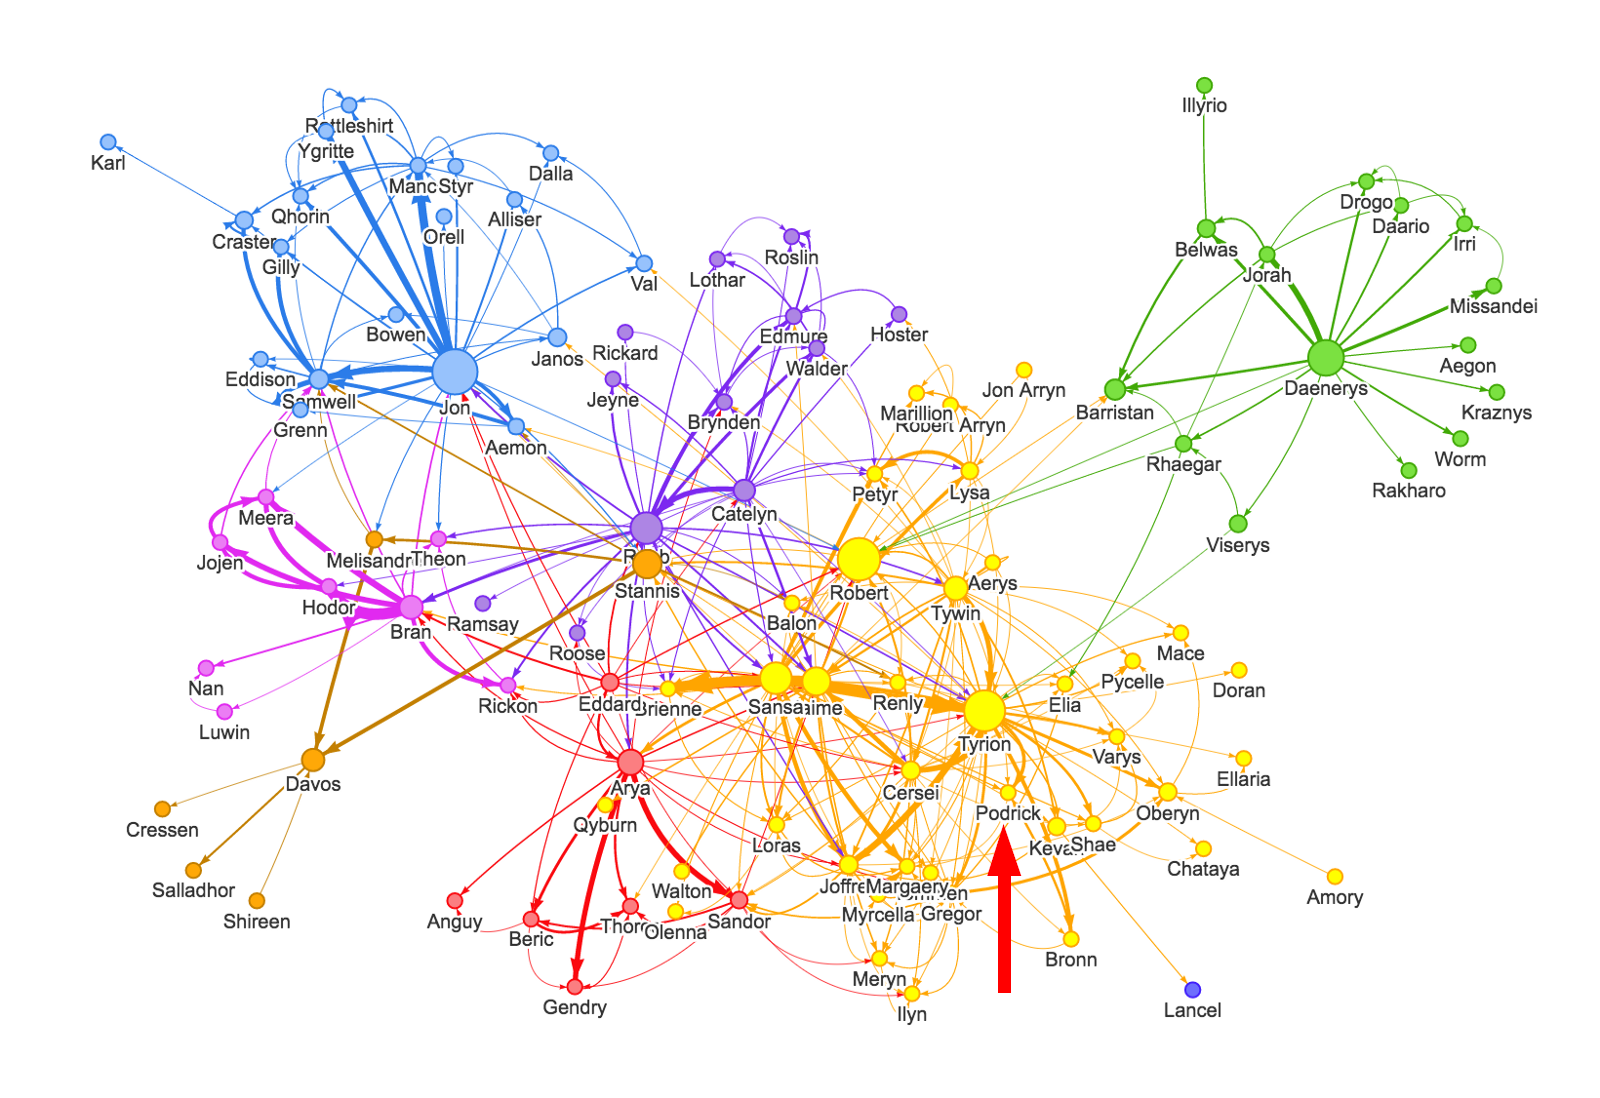 Illyrio
Rattleshirt
Ygritte
Karl
Mance
Styr
Dalla
Drogo
Daario
Qhorin
Alliser
Orell
Craster
Gilly
Irri
Belwas
Roslin
Jorah
Lothar
Val
Missandei
Bowen
Edmure
Hoster
Rickard
Janos
Walder
Aegon
Eddison
Samwell
Jon
Jeyne
Jon Arryn
Daenerys
Barristan
Kraznys
Grenn
Brynden
Marillion
Robert Arryn
Aemon
Worm
Rhaegar
Rakharo
Petyr
Lysa
Meera
Catelyn
Viserys
Jojen
Melisandre
Theon
Robb
Aerys
Hodor
Stannis
Robert
Tywin
Bran
Ramsay
Balon
Roose
Mace
Pycelle
Doran
Nan
Rickon
Eddard
Brienne
Sansa
Jaime
Renly
Elia
Luwin
Tyrion
Varys
Ellaria
Davos
Arya
Cersei
Podrick
Oberyn
Cressen
Qyburn
Loras
Kevan
Shae
Chataya
Salladhor
Walton
Joffrey
Margaery
Amory
Shireen
Anguy
Beric
Thoros
Olenna
Sandor
Myrcella
Gregor
Bronn
Meryn
Gendry
Ilyn
Lancel